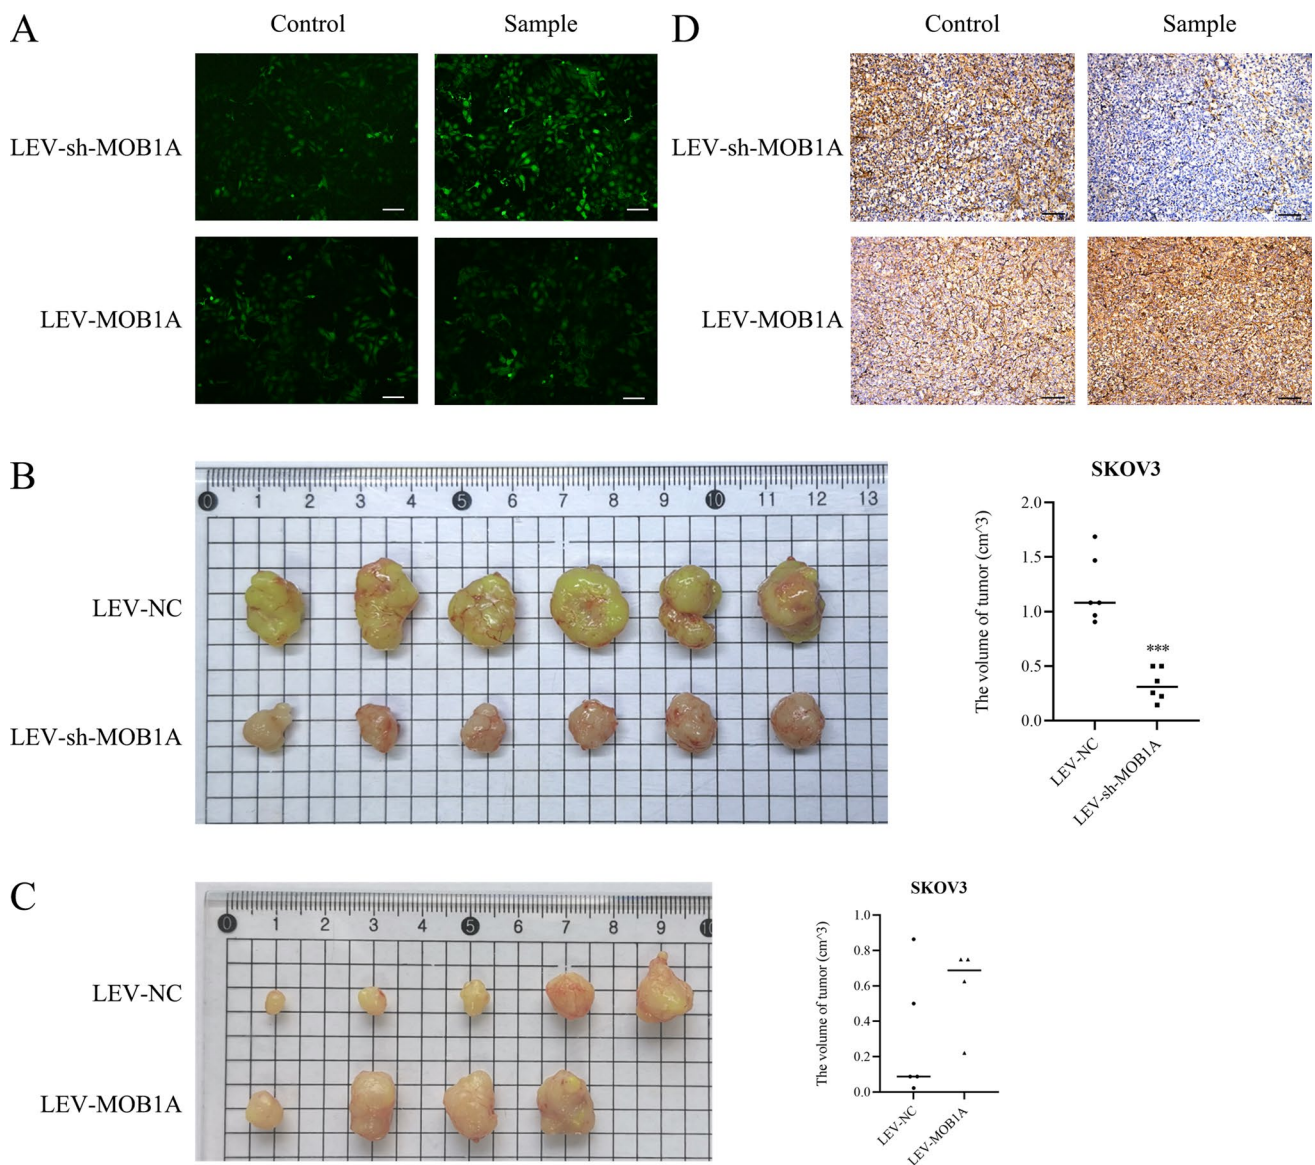 A
Control
Sample
LEV-sh-MOB1A
LEV-MOB1A
D
Control
Sample
LEV-sh-MOB1A
LEV-MOB1A
B
0 1 2 3 4 5 6 7 8 9 10 11 12 13
LEV-NC
LEV-sh-MOB1A
SKOV3
The volume of tumor (cm^3)
2.0
1.5
1.0
0.5
0.0
***
LEV-NC
LEV-sh-MOB1A
C
0 1 2 3 4 5 6 7 8 9 10
LEV-NC
LEV-MOB1A
SKOV3
The volume of tumor (cm^3)
1.0
0.8
0.6
0.4
0.2
0.0
LEV-NC
LEV-MOB1A